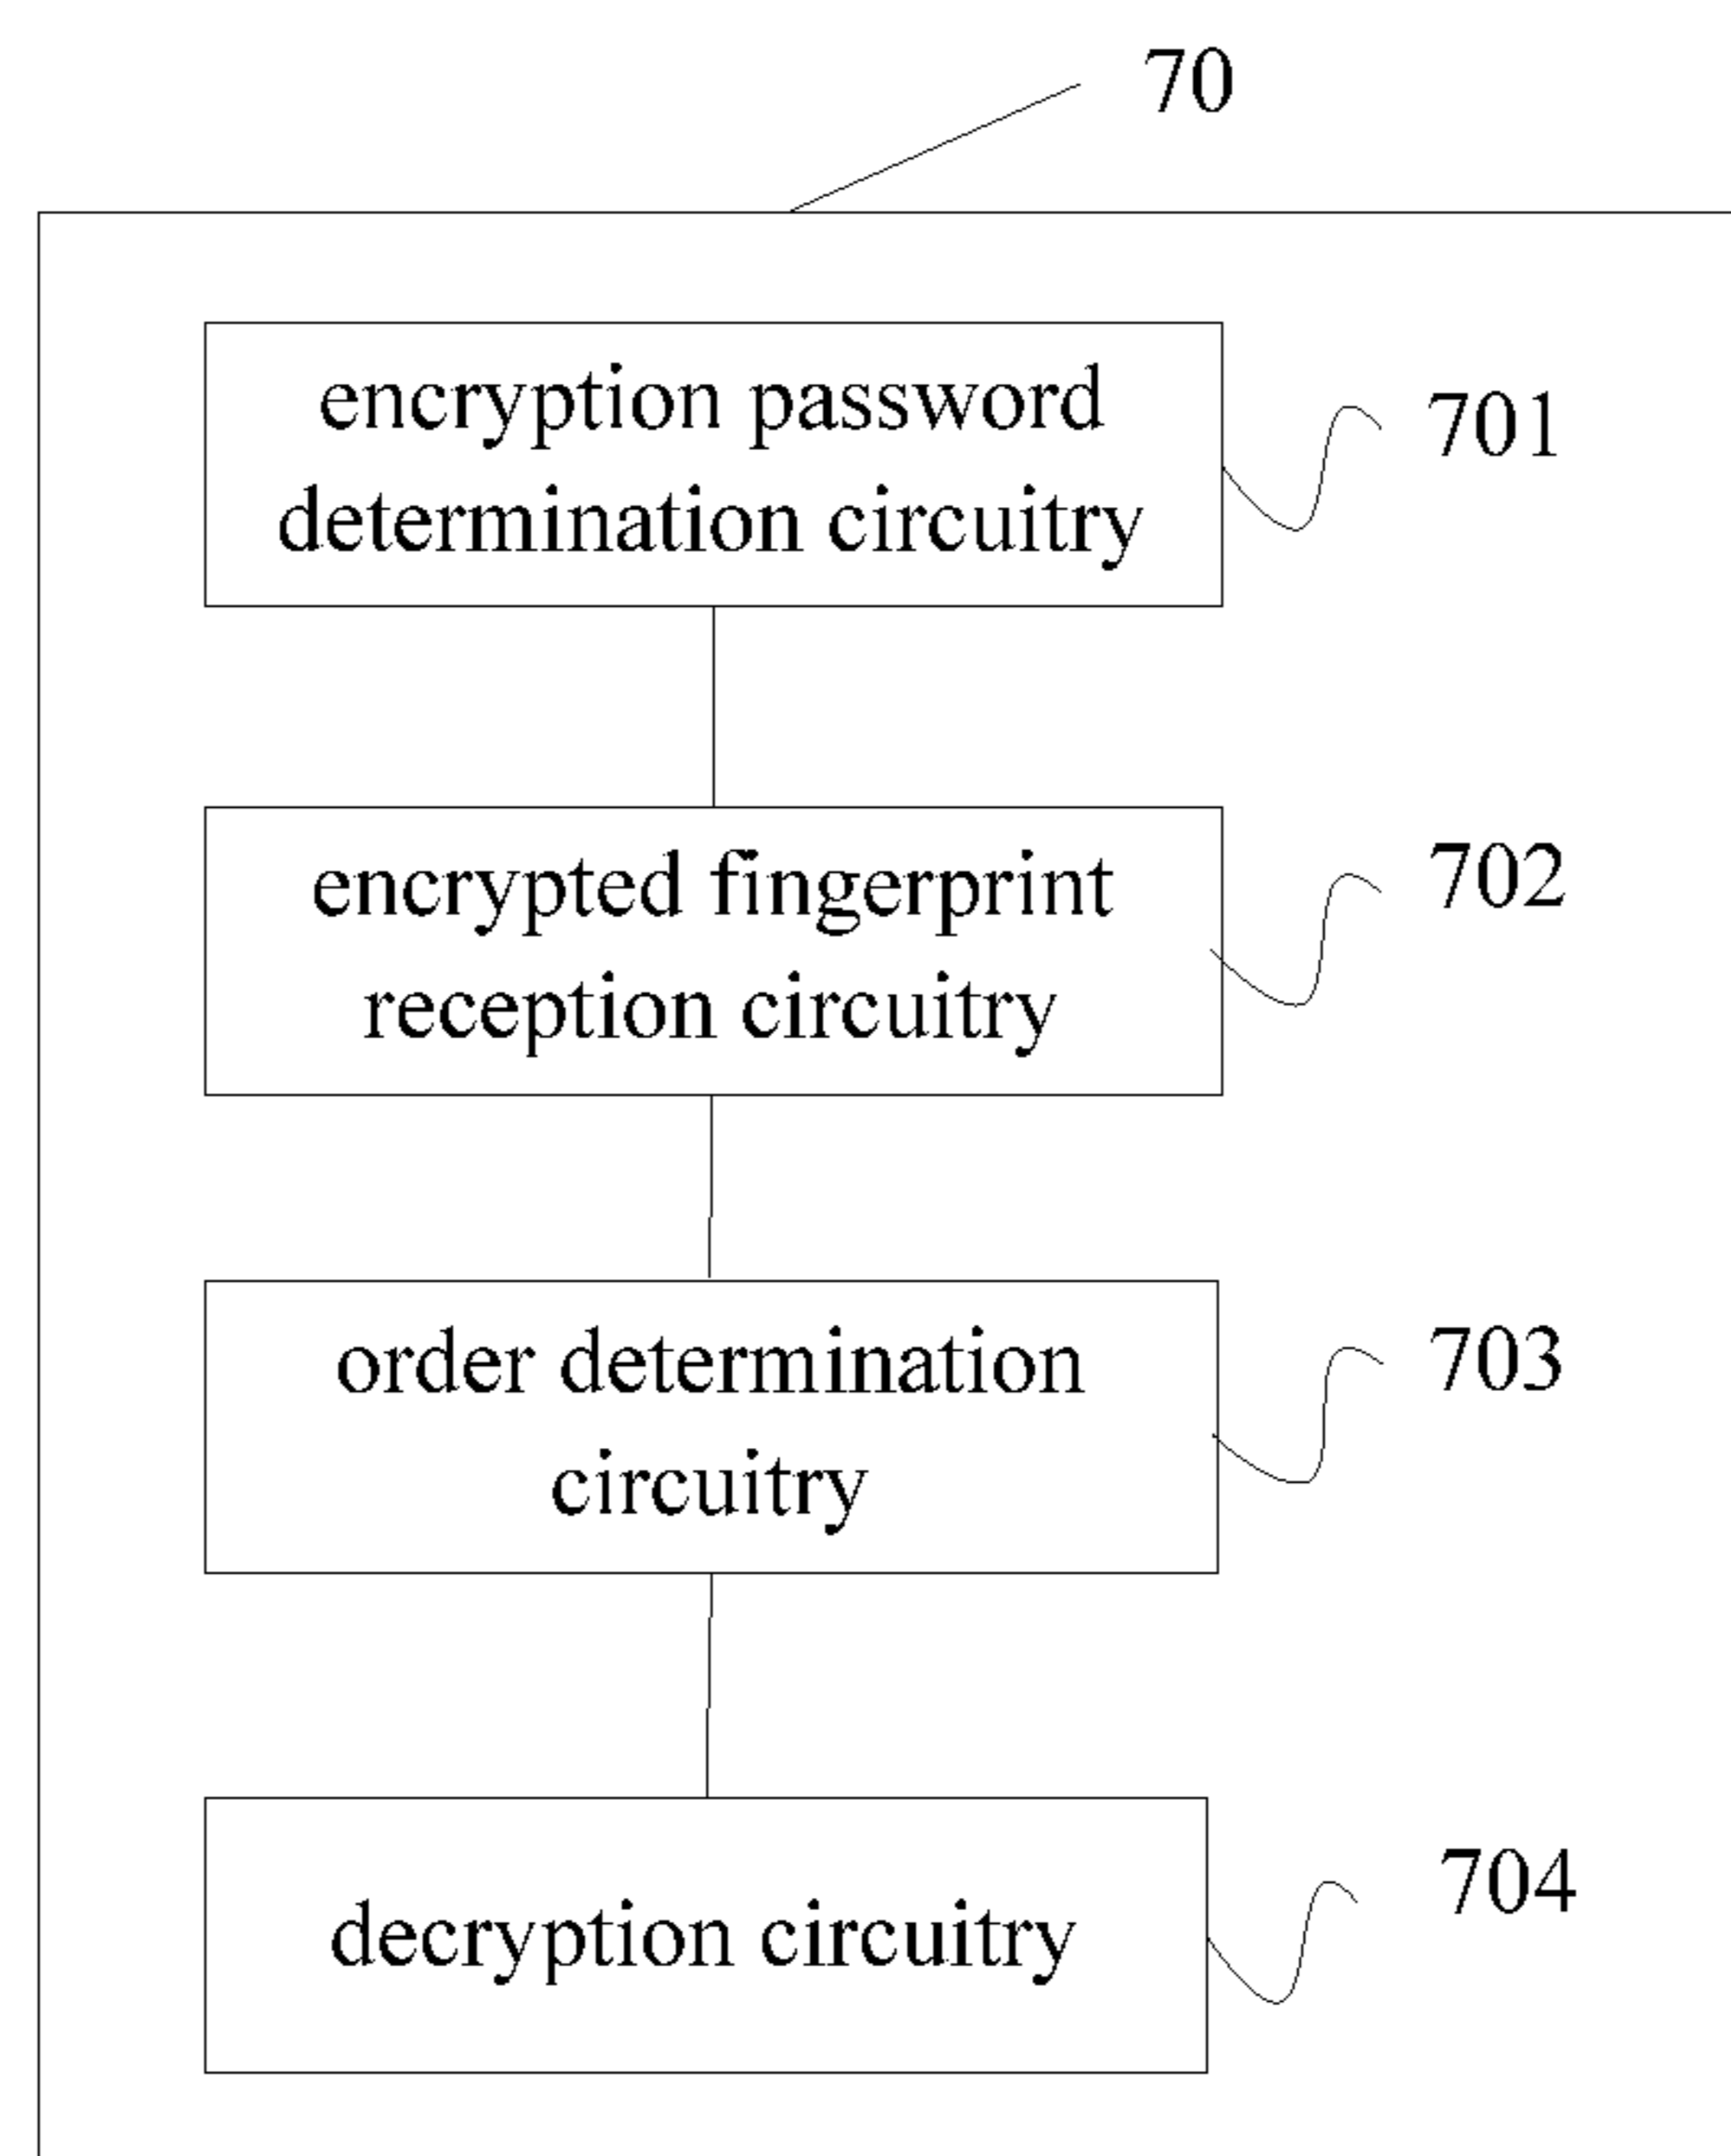 70
encryption password
determination circuitry
701
encrypted fingerprint
reception circuitry
702
order determination
circuitry
703
decryption circuitry
704